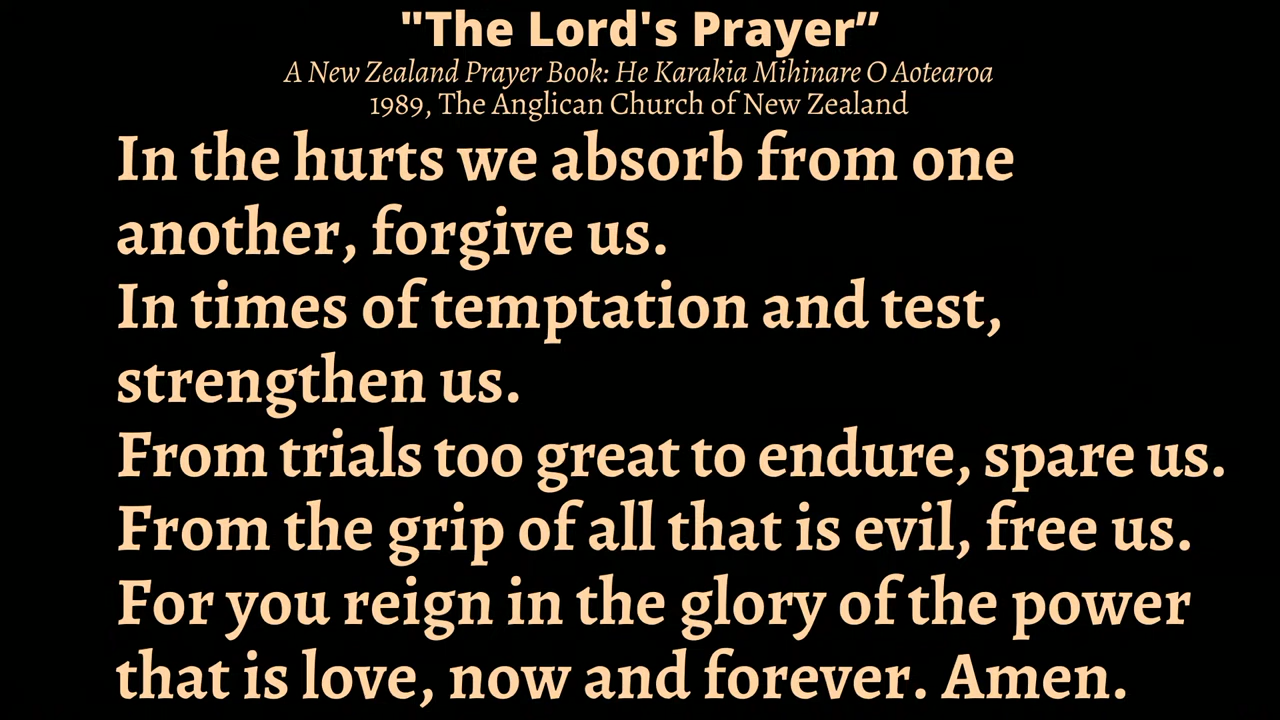 "The Lord's Prayer”
A New Zealand Prayer Book: He Karakia Mihinare O Aotearoa
1989, The Anglican Church of New Zealand
In the hurts we absorb from one
another, forgive us.
In times of temptation and test,
strengthen us.
From trials too great to endure, spare us.
From the grip of all that is evil, free us.
For you reign in the glory of the power
that is love, now and forever. Amen.